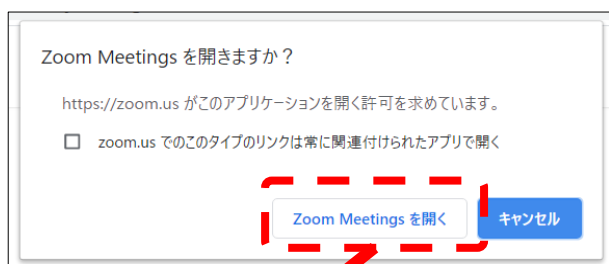 Zoom Meetings を開きますか？
https://zoom.us がこのアプリケーションを開く許可を求めています。
zoom.us でのこのタイプのリンクは常に関連付けられたアプリで開く
Zoom Meetings を開く
キャンセル